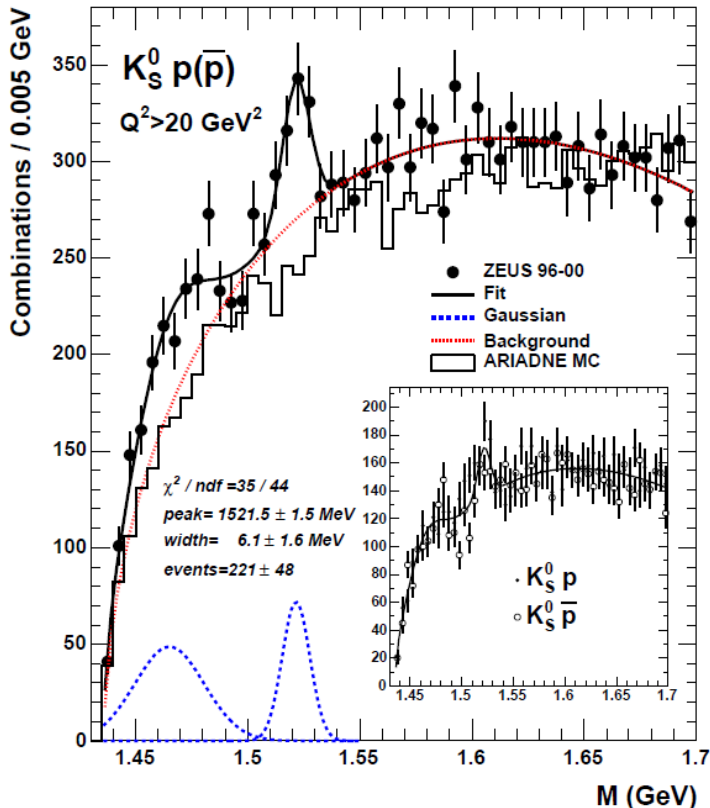 Combinations / 0.005 GeV
350
300
250
200
150
100
50
0
K⁰_S p(p̅)
Q² > 20 GeV²
ZEUS 96-00
Fit
Gaussian
Background
ARIADNE MC
χ² / ndf =35 / 44
peak= 1521.5 ± 1.5 MeV
width= 6.1 ± 1.6 MeV
events=221 ± 48
200
180
160
140
120
100
80
60
40
20
0
K⁰_S p
K⁰_S p̅
1.45 1.5 1.55 1.6 1.65 1.7
1.45 1.5 1.55 1.6 1.65 1.7
M (GeV)